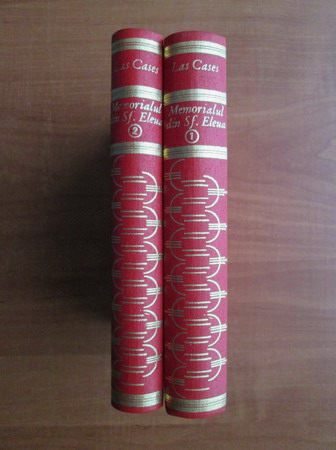 Las Cases
Memorialul
din Sf. Elena
2
Las Cases
Memorialul
din Sf. Elena
1